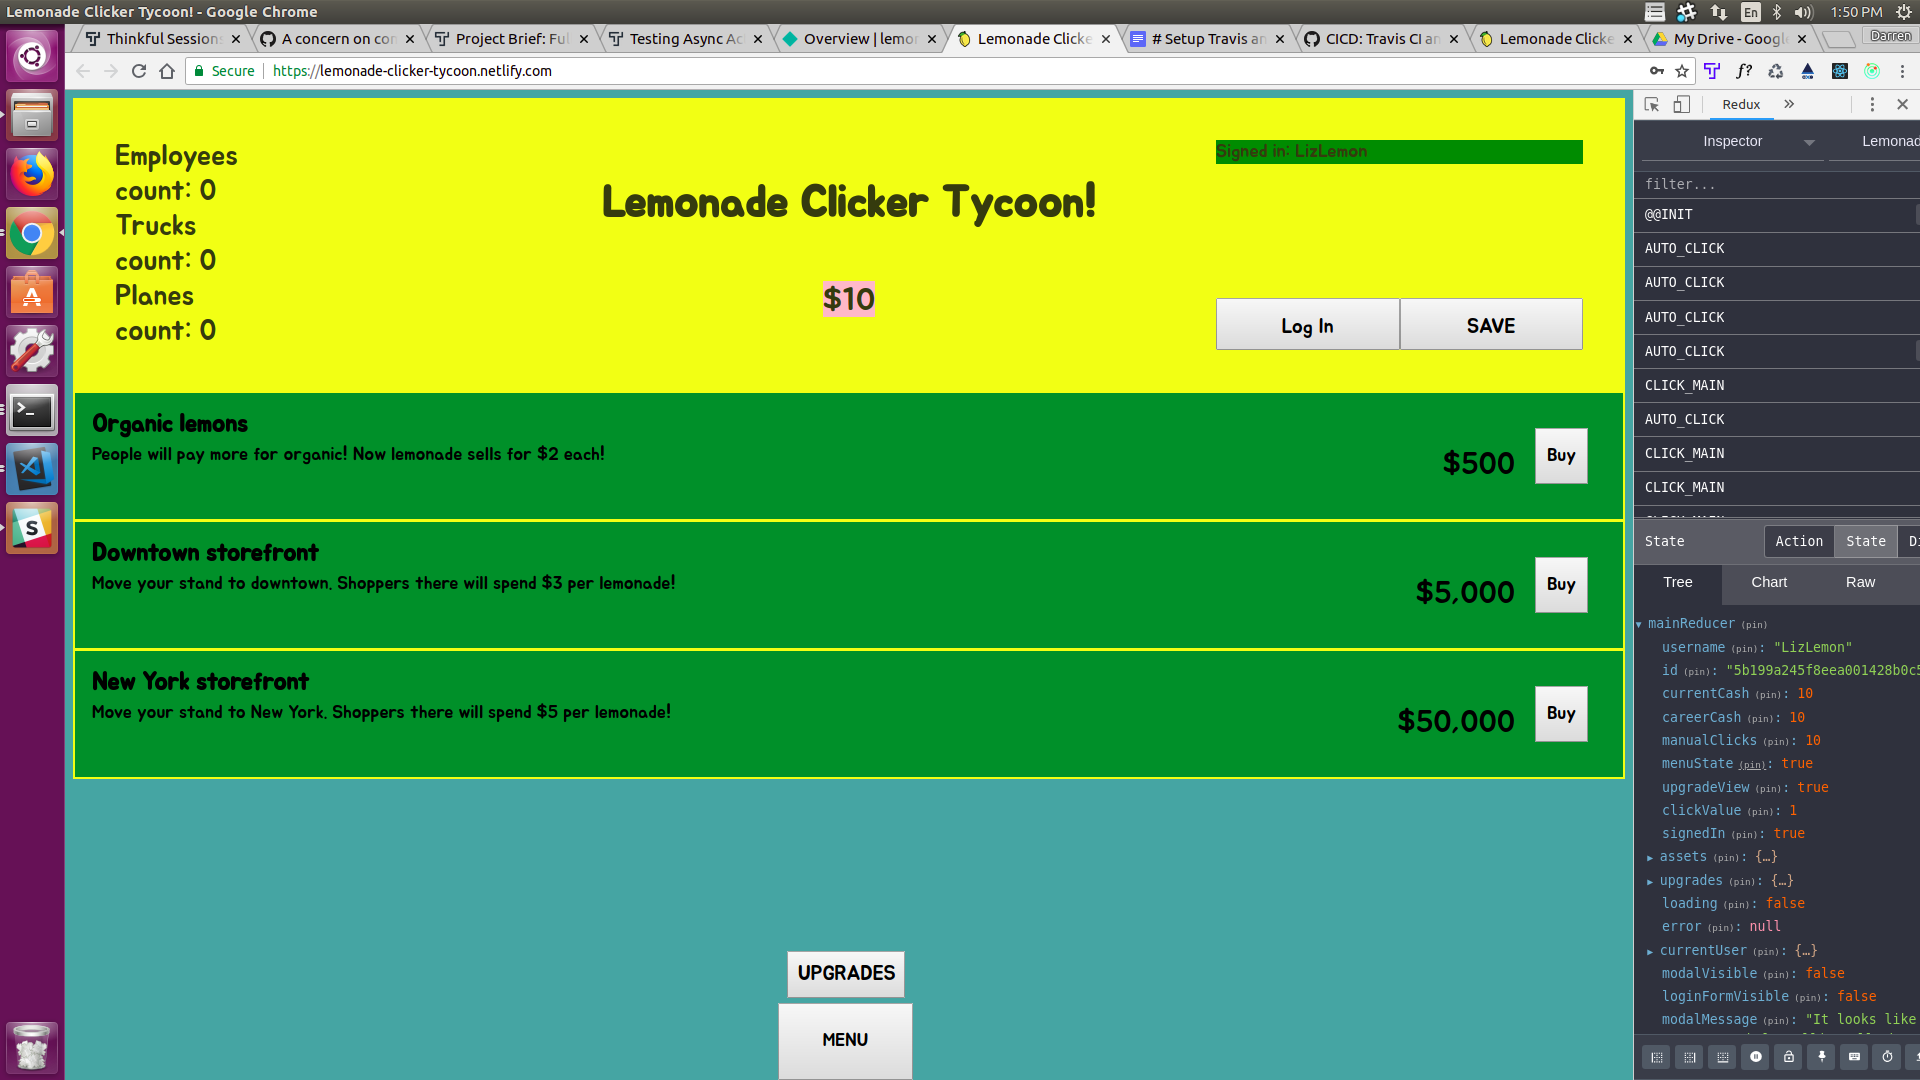 Lemonade Clicker Tycoon! - Google Chrome
En
1:50 PM
Thinkful Session
A concern on con
Project Brief: Ful
Testing Async Ac
Overview | lemon
Lemonade Clicke
# Setup Travis an
CICD: Travis CI an
Lemonade Clicke
My Drive - Google
Darren
Secure
https://lemonade-clicker-tycoon.netlify.com
f?
Employees
count: 0
Trucks
count: 0
Planes
count: 0
Lemonade Clicker Tycoon!
$10
Signed in: LizLemon
Log In
SAVE
Organic lemons
People will pay more for organic! Now lemonade sells for $2 each!
$500
Buy
Downtown storefront
Move your stand to downtown. Shoppers there will spend $3 per lemonade!
$5,000
Buy
New York storefront
Move your stand to New York. Shoppers there will spend $5 per lemonade!
$50,000
Buy
UPGRADES
MENU
Redux
Inspector
Lemonad
filter...
@@INIT
AUTO_CLICK
AUTO_CLICK
AUTO_CLICK
AUTO_CLICK
CLICK_MAIN
AUTO_CLICK
CLICK_MAIN
CLICK_MAIN
State
Action
State
Di
Tree
Chart
Raw
mainReducer (pin)
username (pin): "LizLemon"
id (pin): "5b199a245f8eea001428b0c5
currentCash (pin): 10
careerCash (pin): 10
manualClicks (pin): 10
menuState (pin): true
upgradeView (pin): true
clickValue (pin): 1
signedIn (pin): true
assets (pin): {…}
upgrades (pin): {…}
loading (pin): false
error (pin): null
currentUser (pin): {…}
modalVisible (pin): false
loginFormVisible (pin): false
modalMessage (pin): "It looks like